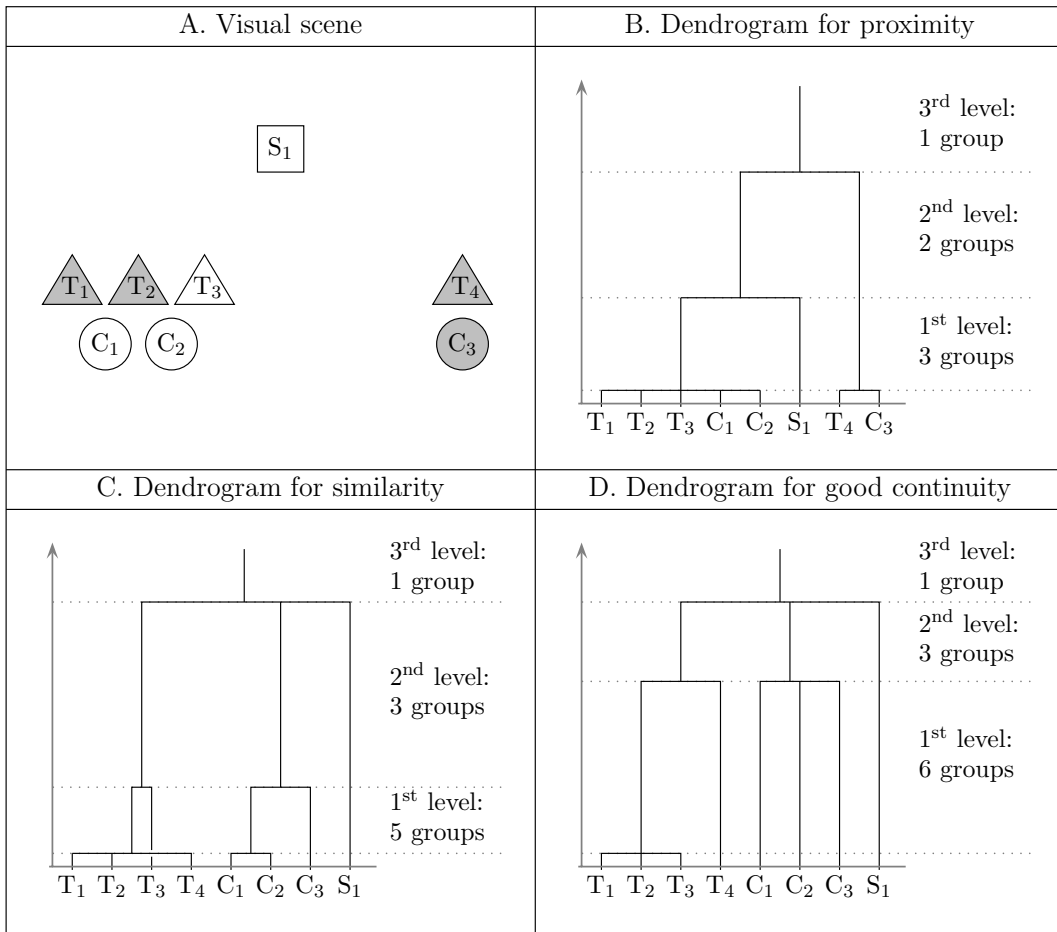 A. Visual scene
S₁
T₁ T₂ T₃ T₄
C₁ C₂ C₃
B. Dendrogram for proximity
3ʳᵈ level:
1 group
2ⁿᵈ level:
2 groups
1ˢᵗ level:
3 groups
T₁ T₂ T₃ C₁ C₂ S₁ T₄ C₃
C. Dendrogram for similarity
3ʳᵈ level:
1 group
2ⁿᵈ level:
3 groups
1ˢᵗ level:
5 groups
T₁ T₂ T₃ T₄ C₁ C₂ C₃ S₁
D. Dendrogram for good continuity
3ʳᵈ level:
1 group
2ⁿᵈ level:
3 groups
1ˢᵗ level:
6 groups
T₁ T₂ T₃ T₄ C₁ C₂ C₃ S₁